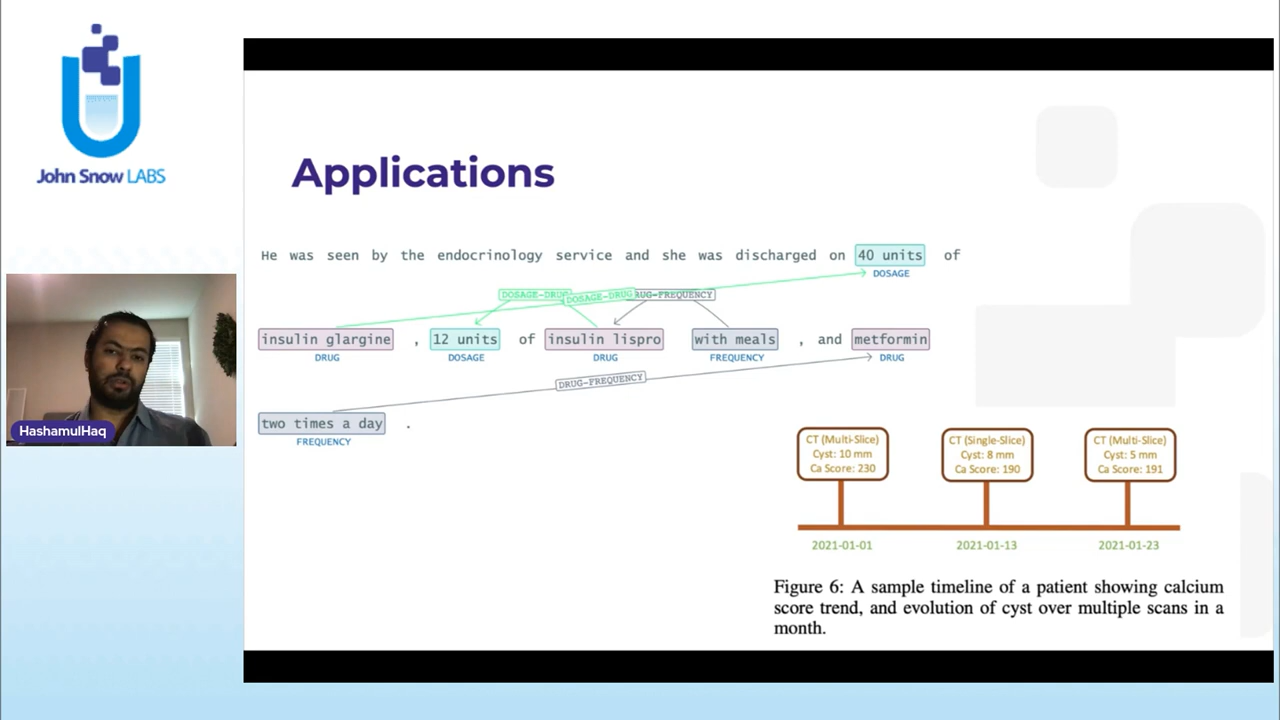 John Snow LABS
HashamulHaq
Applications
He was seen by the endocrinology service and she was discharged on 40 units of
DOSAGE
DOSAGE-DRUG DOSAGE-DRUG RUG-FREQUENCY
insulin glargine , 12 units of insulin lispro with meals , and metformin
DRUG DOSAGE DRUG FREQUENCY DRUG
DRUG-FREQUENCY
two times a day .
FREQUENCY
CT (Multi-Slice)
Cyst: 10 mm
Ca Score: 230
CT (Single-Slice)
Cyst: 8 mm
Ca Score: 190
CT (Multi-Slice)
Cyst: 5 mm
Ca Score: 191
2021-01-01 2021-01-13 2021-01-23
Figure 6: A sample timeline of a patient showing calcium
score trend, and evolution of cyst over multiple scans in a
month.